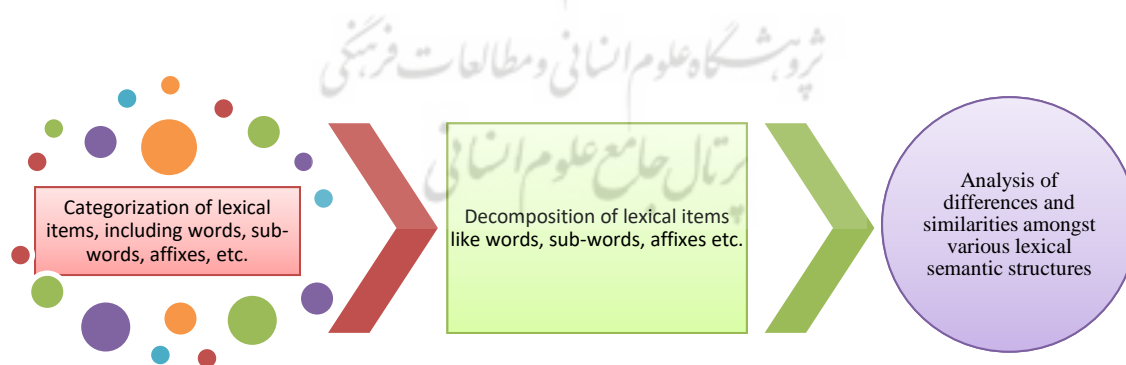 پژوهشگاه علوم انسانی و مطالعات فرهنگی
پرتال جامع علوم انسانی
Categorization of lexical
items, including words, sub-
words, affixes, etc.
Decomposition of lexical items
like words, sub-words, affixes etc.
Analysis of
differences and
similarities amongst
various lexical
semantic structures